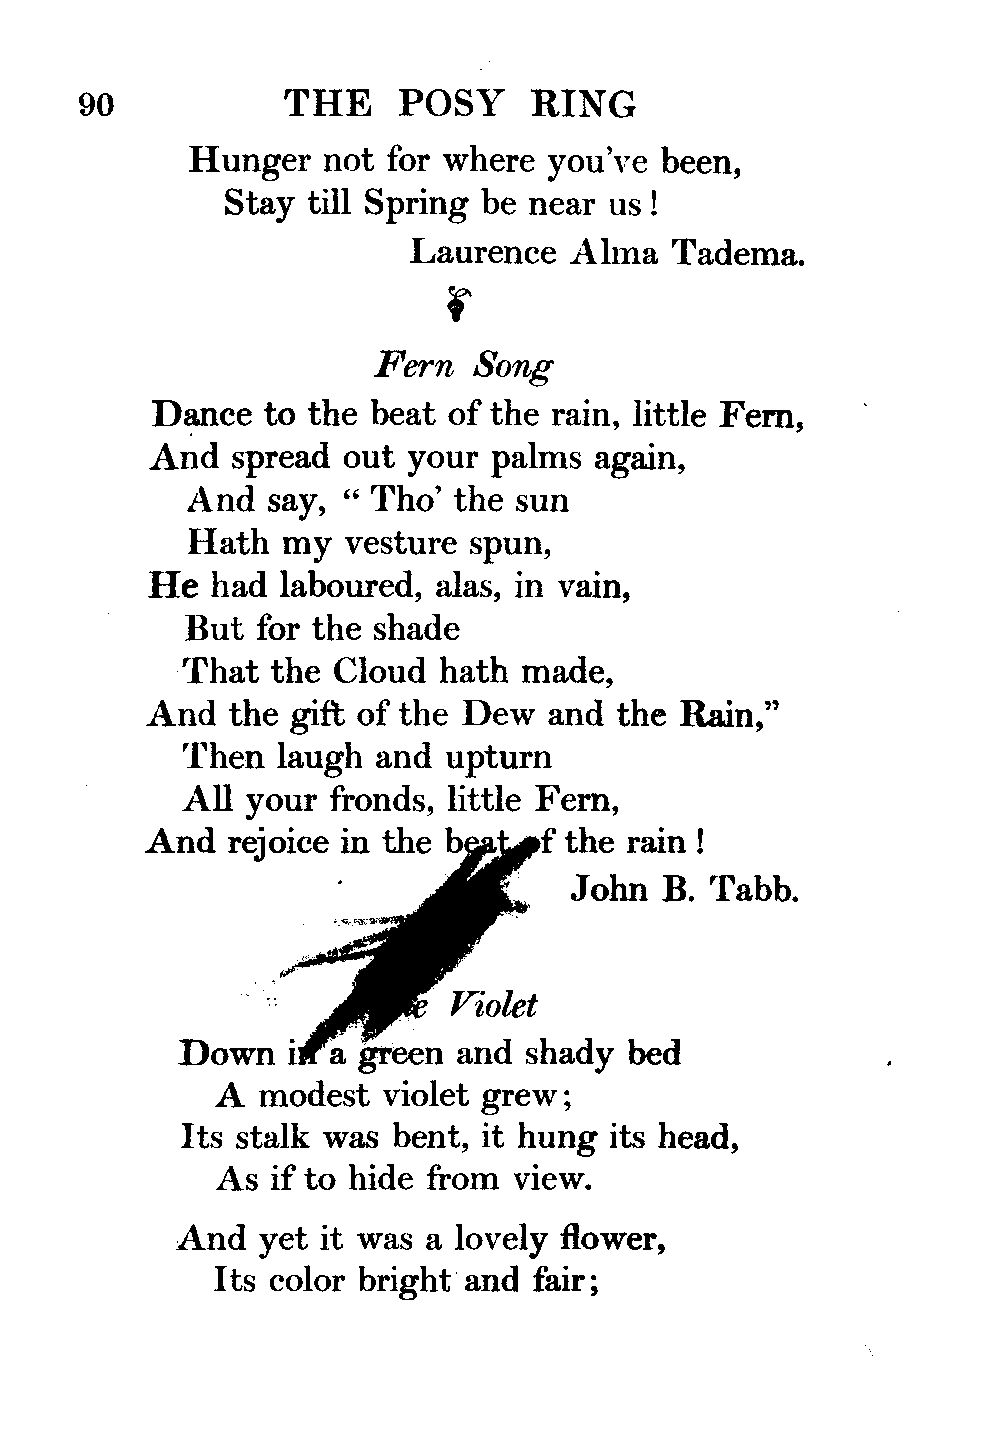 90 THE POSY RING
Hunger not for where you've been,
Stay till Spring be near us!
Laurence Alma Tadema.
Fern Song
Dance to the beat of the rain, little Fern,
And spread out your palms again,
And say, “ Tho’ the sun
Hath my vesture spun,
He had laboured, alas, in vain,
But for the shade
That the Cloud hath made,
And the gift of the Dew and the Rain,”
Then laugh and upturn
All your fronds, little Fern,
And rejoice in the beat of the rain!
John B. Tabb.
Violet
Down in a green and shady bed
A modest violet grew;
Its stalk was bent, it hung its head,
As if to hide from view.
And yet it was a lovely flower,
Its color bright and fair;